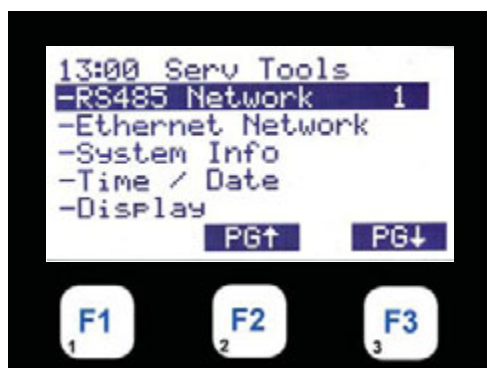 13:00 Serv Tools
-RS485 Network 1
-Ethernet Network
-System Info
-Time / Date
-Display
PG↑ PG↓
F1 F2 F3
1 2 3